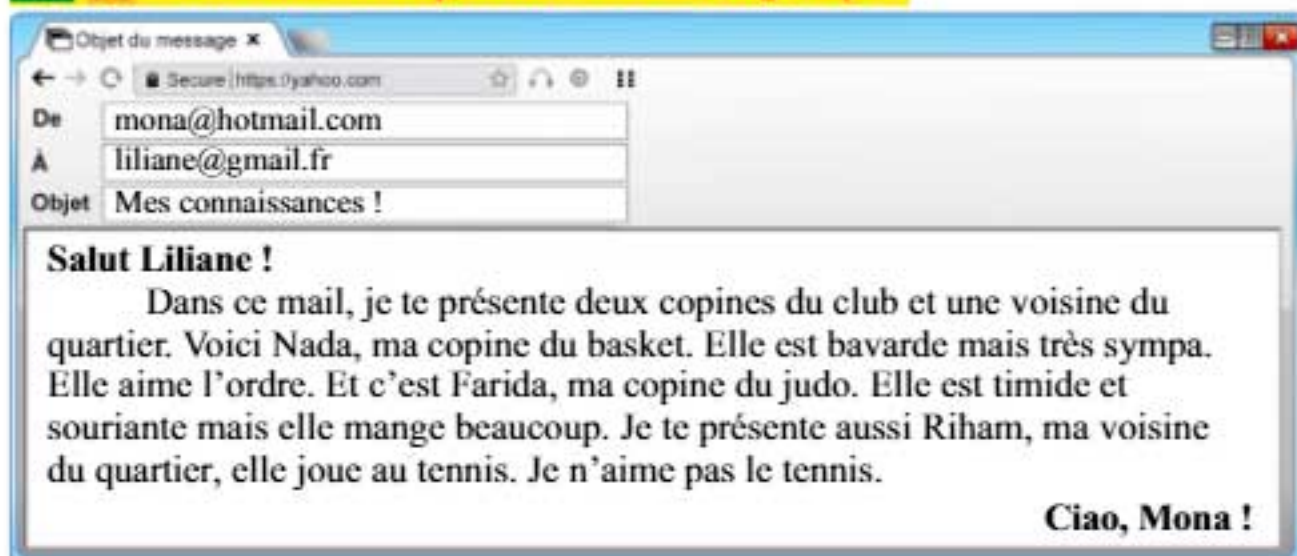 Objet du message ×
Secure https://yahoo.com
De mona@hotmail.com
À liliane@gmail.fr
Objet Mes connaissances !
Salut Liliane !
Dans ce mail, je te présente deux copines du club et une voisine du
quartier. Voici Nada, ma copine du basket. Elle est bavarde mais très sympa.
Elle aime l'ordre. Et c'est Farida, ma copine du judo. Elle est timide et
souriante mais elle mange beaucoup. Je te présente aussi Riham, ma voisine
du quartier, elle joue au tennis. Je n'aime pas le tennis.
Ciao, Mona !